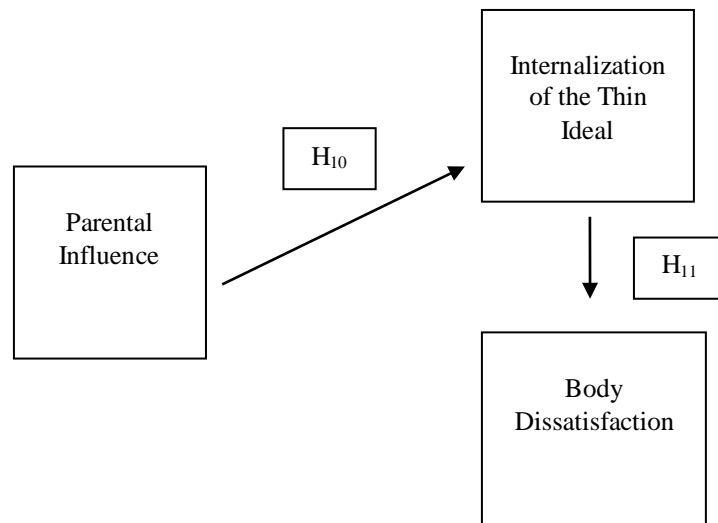 Internalization
of the Thin
Ideal
H₁₀
Parental
Influence
H₁₁
Body
Dissatisfaction